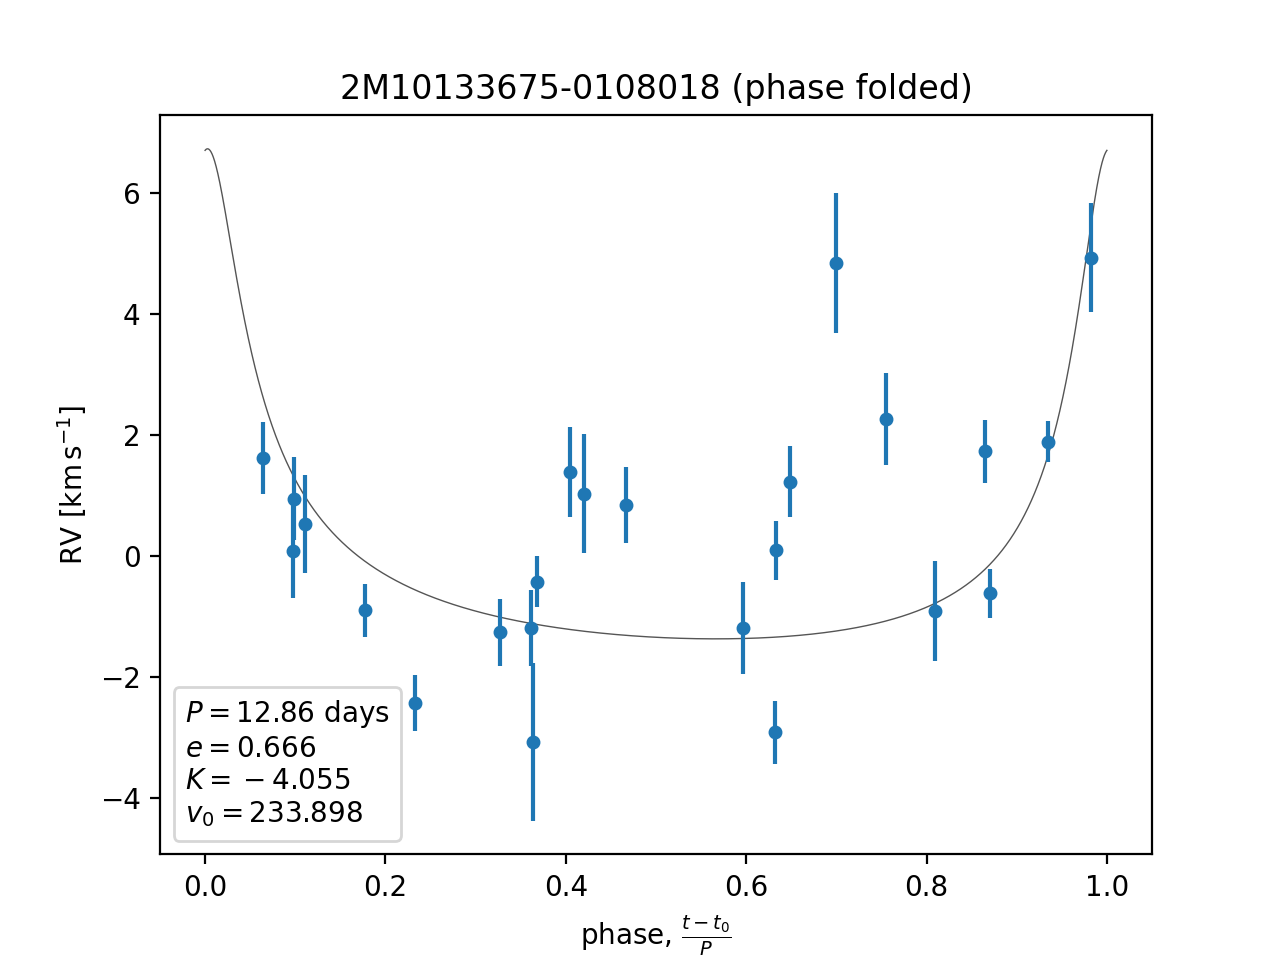 2M10133675-0108018 (phase folded)
6
4
2
0
−2
−4
RV [km s⁻¹]
P = 12.86 days
e = 0.666
K = −4.055
v₀ = 233.898
0.0 0.2 0.4 0.6 0.8 1.0
phase, (t − t₀)/P